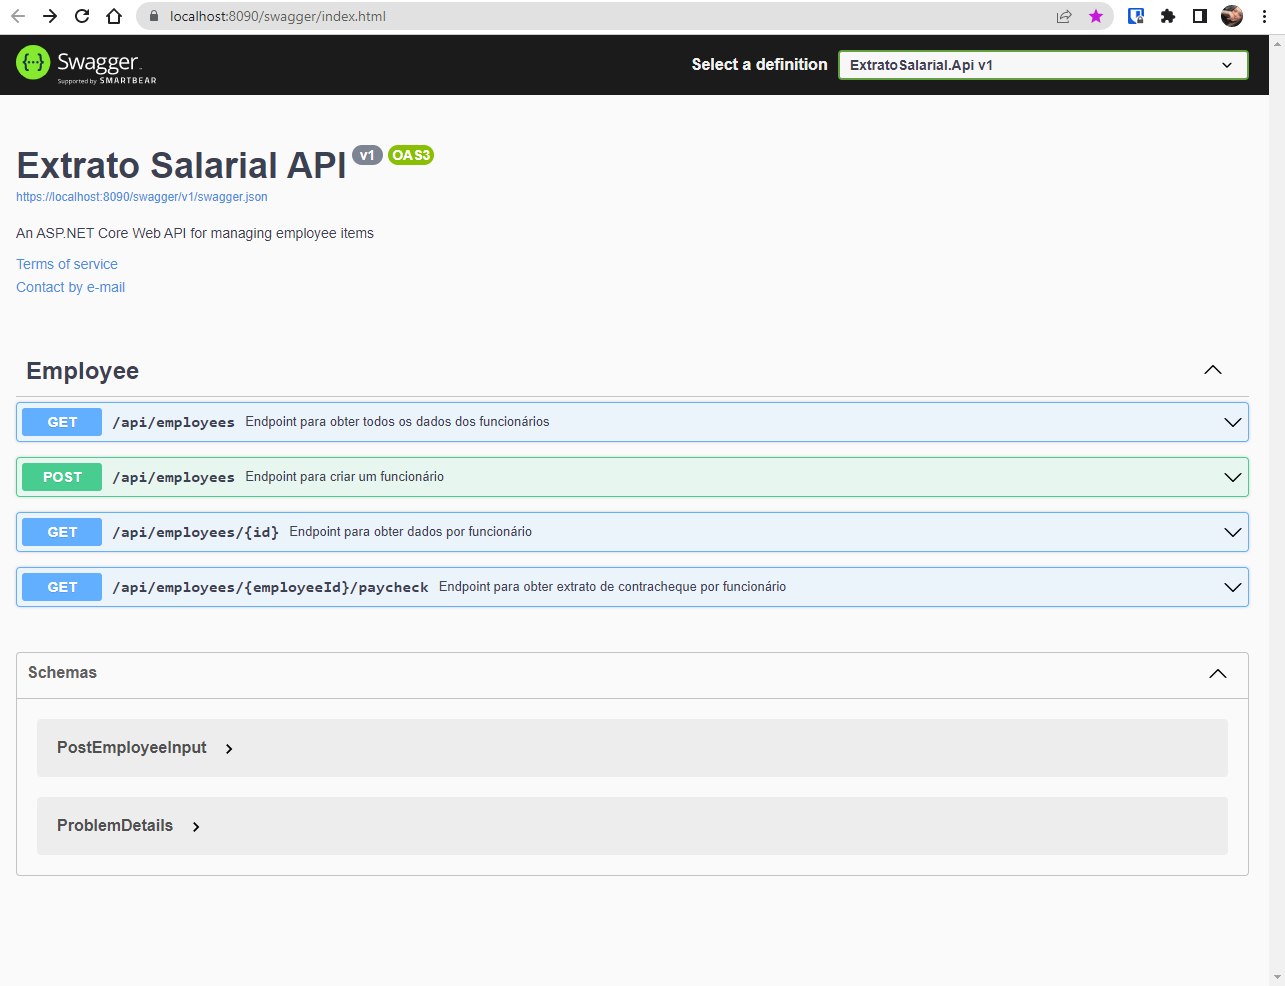 localhost:8090/swagger/index.html
Swagger.
Supported by SMARTBEAR
Select a definition
ExtratoSalarial.Api v1
Extrato Salarial API v1 OAS3
https://localhost:8090/swagger/v1/swagger.json
An ASP.NET Core Web API for managing employee items
Terms of service
Contact by e-mail
Employee
GET /api/employees Endpoint para obter todos os dados dos funcionários
POST /api/employees Endpoint para criar um funcionário
GET /api/employees/{id} Endpoint para obter dados por funcionário
GET /api/employees/{employeeId}/paycheck Endpoint para obter extrato de contracheque por funcionário
Schemas
PostEmployeeInput
ProblemDetails